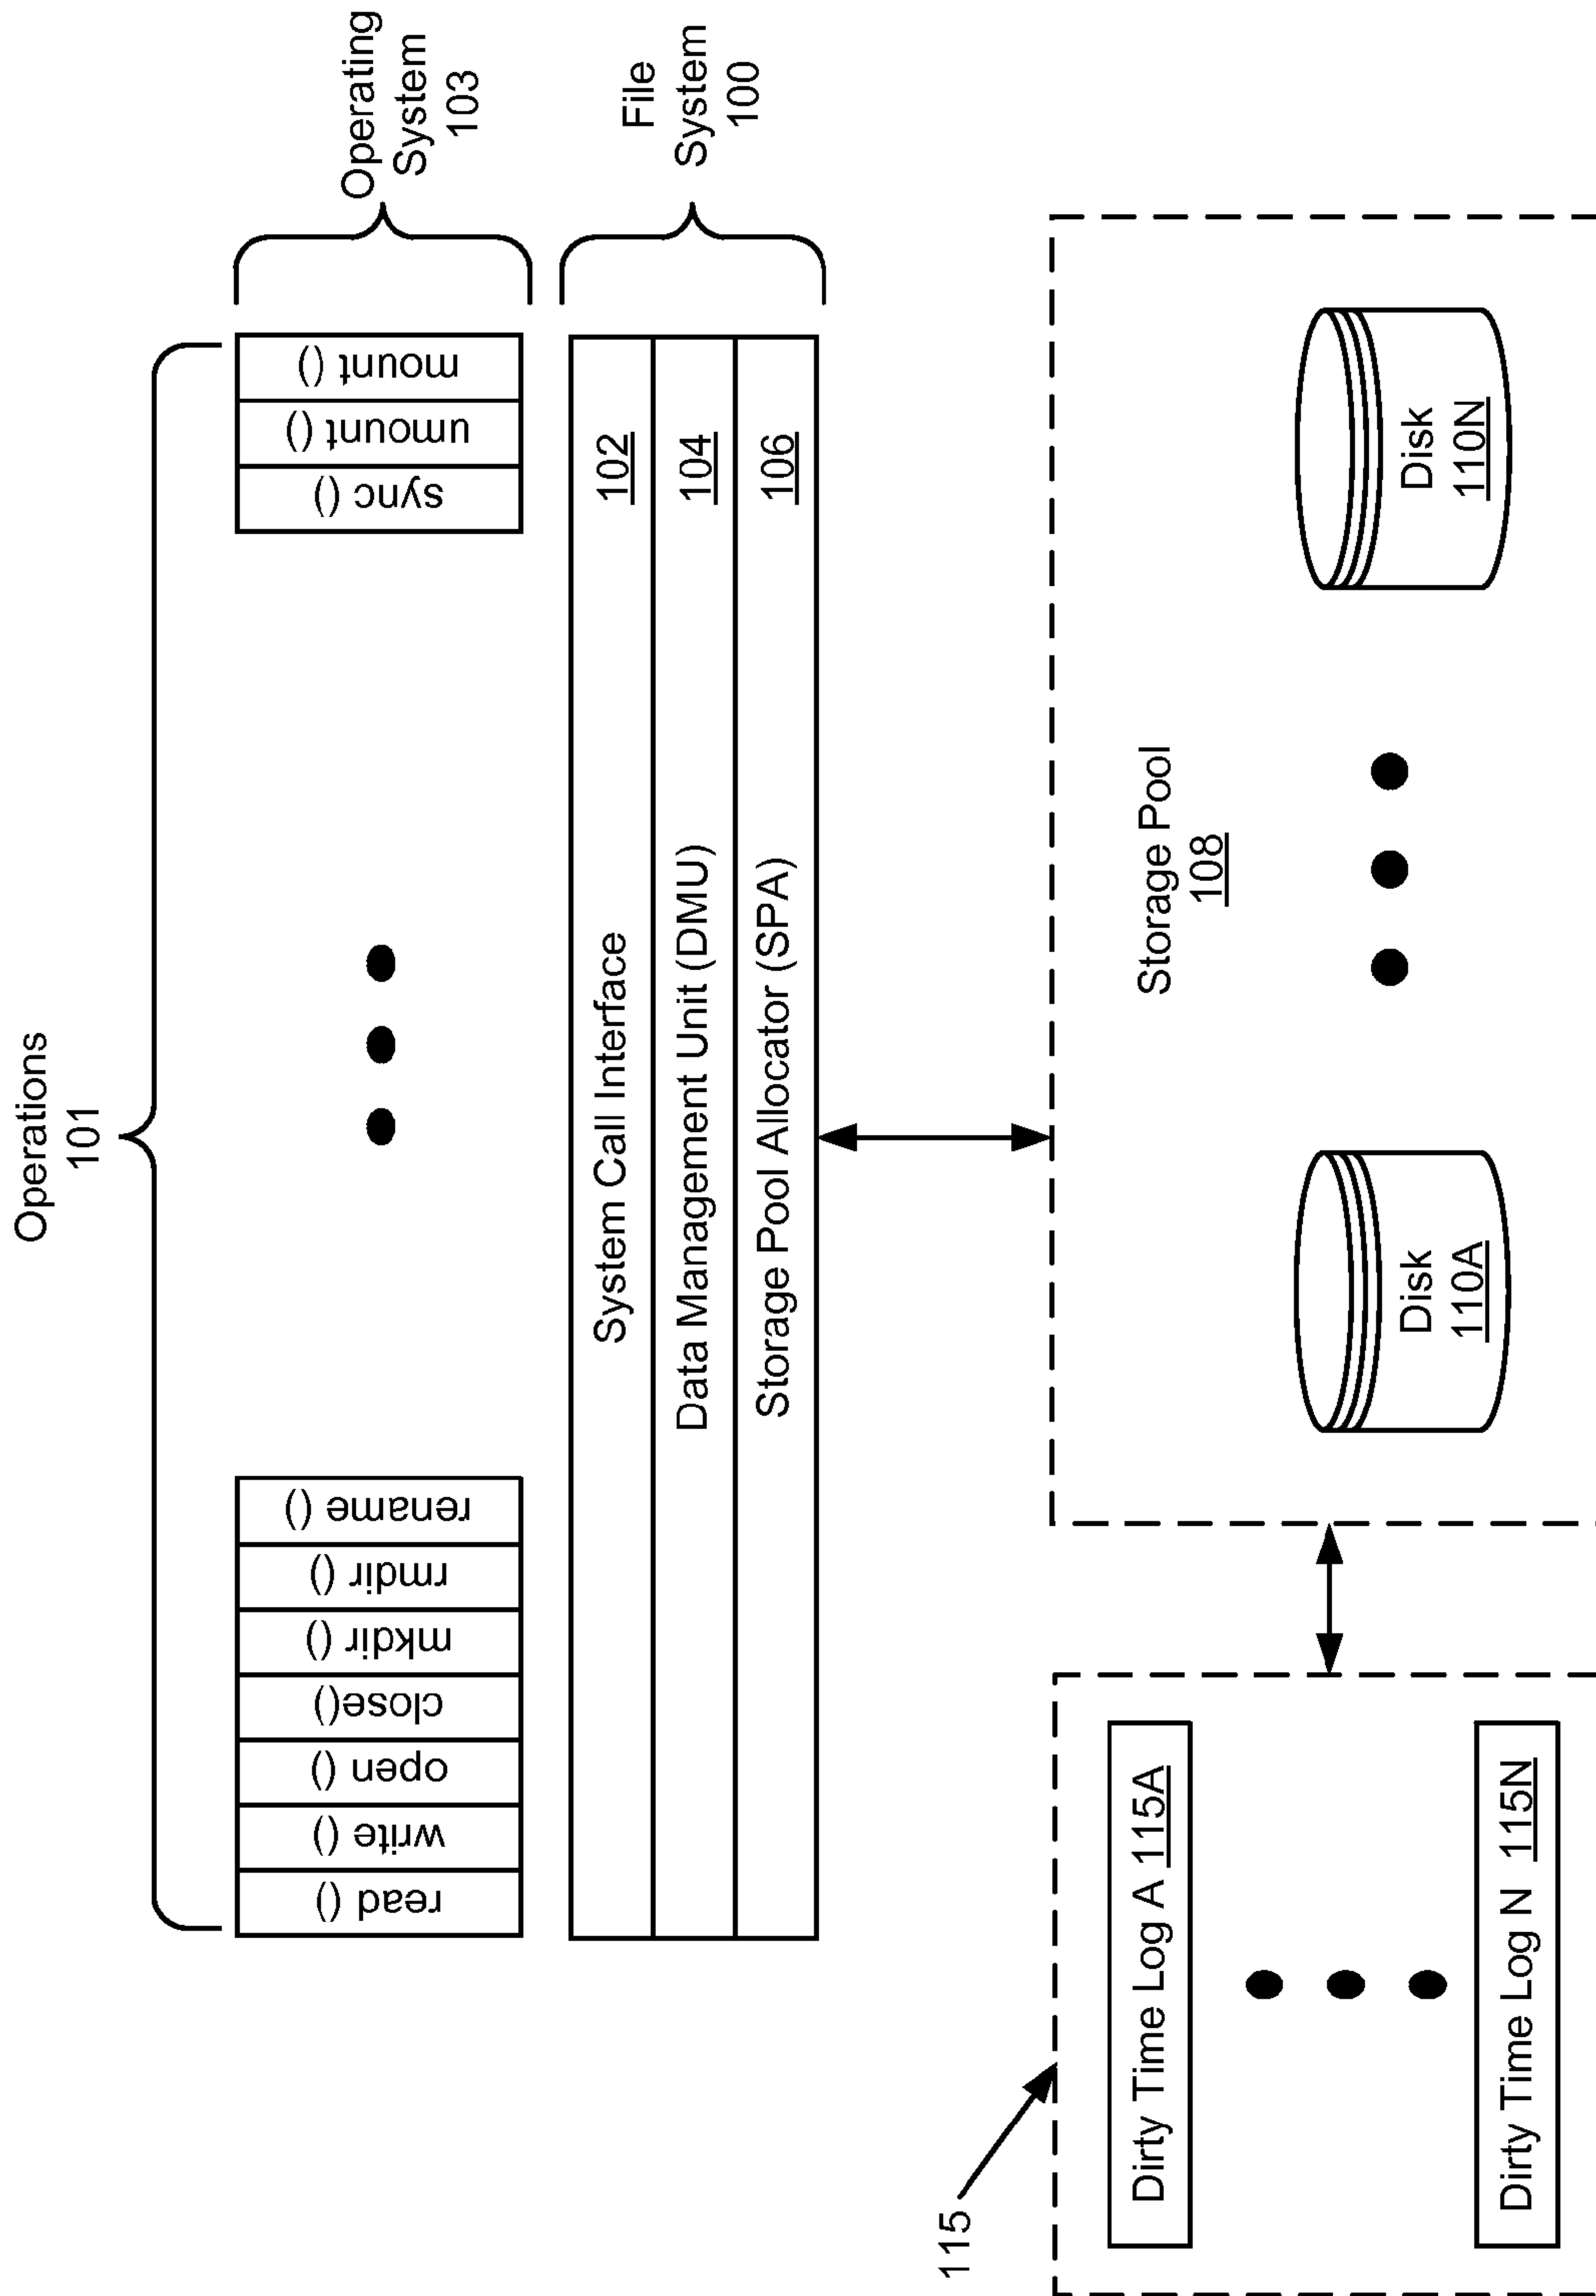 Operations
101
read ()
write ()
open ()
close()
mkdir ()
rmdir ()
rename ()
sync ()
umount ()
mount ()
Operating
System
103
System Call Interface 102
Data Management Unit (DMU) 104
Storage Pool Allocator (SPA) 106
File
System
100
115
Dirty Time Log A 115A
Dirty Time Log N 115N
Storage Pool
108
Disk
110A
Disk
110N